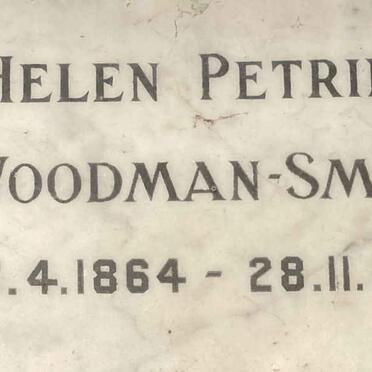 HELEN PETRI
WOODMAN-SM
.4.1864 - 28.11.